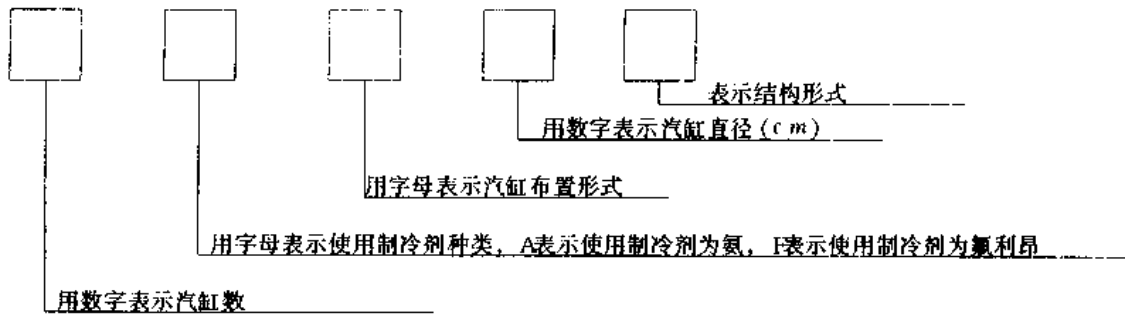 表示结构形式
用数字表示汽缸直径(cm)
用字母表示汽缸布置形式
用字母表示使用制冷剂种类，A表示使用制冷剂为氨，F表示使用制冷剂为氟利昂
用数字表示汽缸数